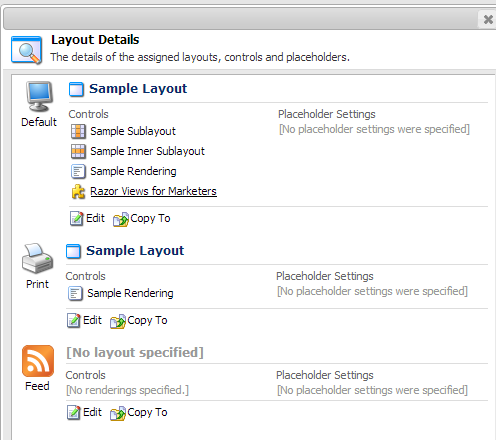 Layout Details
The details of the assigned layouts, controls and placeholders.
Default
Sample Layout
Controls
Sample Sublayout
Sample Inner Sublayout
Sample Rendering
Razor Views for Marketers
Placeholder Settings
[No placeholder settings were specified]
Edit Copy To
Print
Sample Layout
Controls
Sample Rendering
Placeholder Settings
[No placeholder settings were specified]
Edit Copy To
Feed
[No layout specified]
Controls
[No renderings specified.]
Placeholder Settings
[No placeholder settings were specified]
Edit Copy To